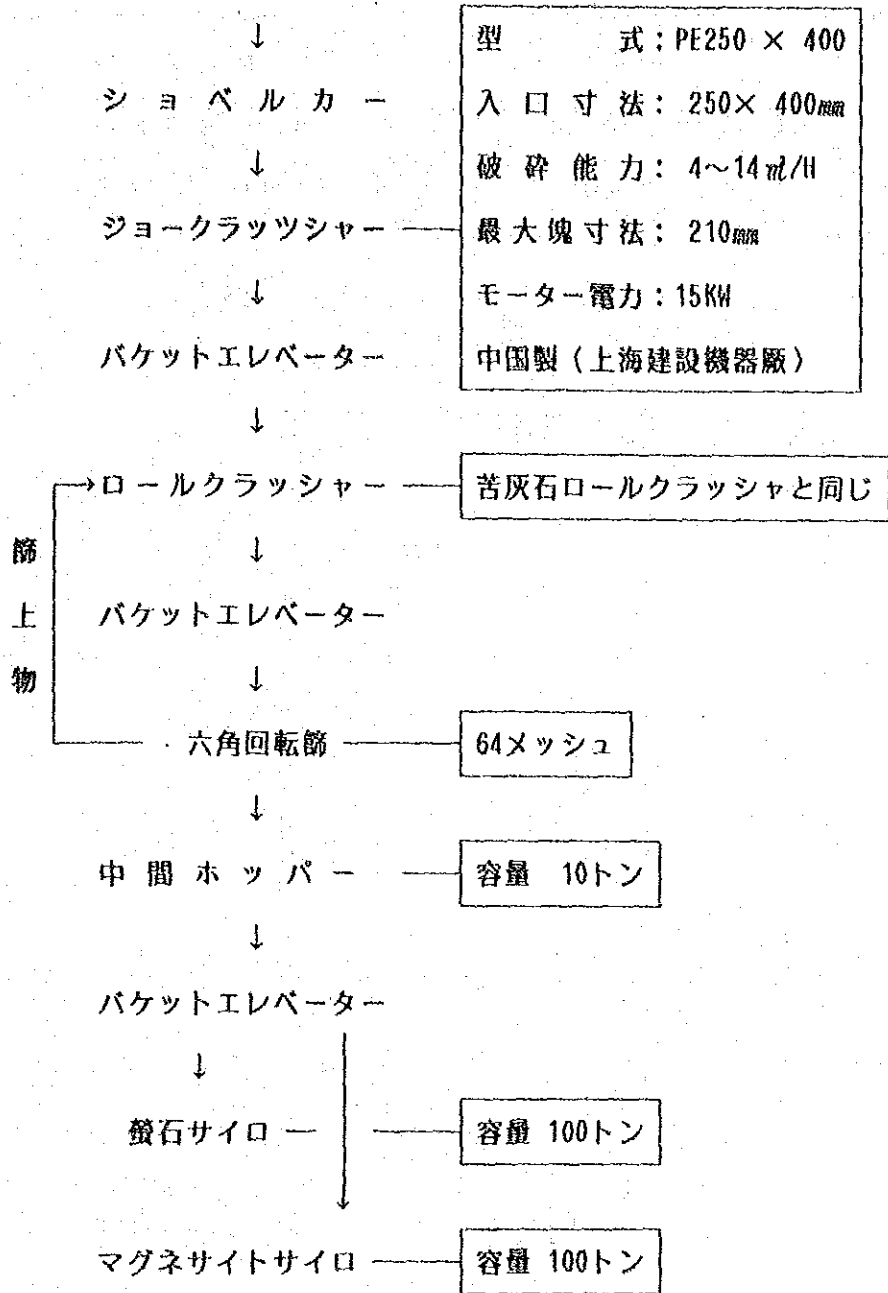 ↓
ショベルカー
↓
ジョークラッツシャー
↓
バケットエレベーター
↓
→ロールクラッシャー
↓
バケットエレベーター
↓
六角回転篩
↓
中間ホッパー
↓
バケットエレベーター
↓
螢石サイロ
↓
マグネサイトサイロ
篩上物
型式：PE250 × 400
入口寸法： 250× 400㎜
破砕能力： 4～14㎥/H
最大塊寸法： 210㎜
モーター電力：15KW
中国製（上海建設機器厰）
苦灰石ロールクラッシャと同じ
64メッシュ
容量 10トン
容量 100トン
容量 100トン